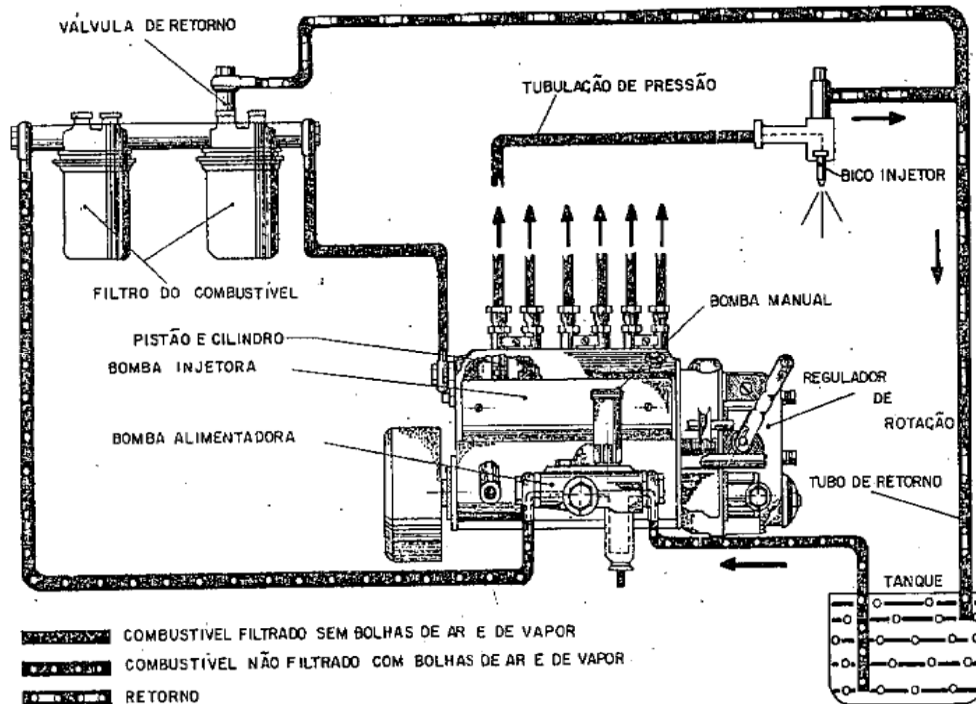 VÁLVULA DE RETORNO
TUBULAÇÃO DE PRESSÃO
BICO INJETOR
FILTRO DO COMBUSTÍVEL
BOMBA MANUAL
PISTÃO E CILINDRO
BOMBA INJETORA
REGULADOR
DE
ROTAÇÃO
BOMBA ALIMENTADORA
TUBO DE RETORNO
TANQUE
COMBUSTIVEL FILTRADO SEM BOLHAS DE AR E DE VAPOR
COMBUSTÍVEL NÃO FILTRADO COM BOLHAS DE AR E DE VAPOR
RETORNO